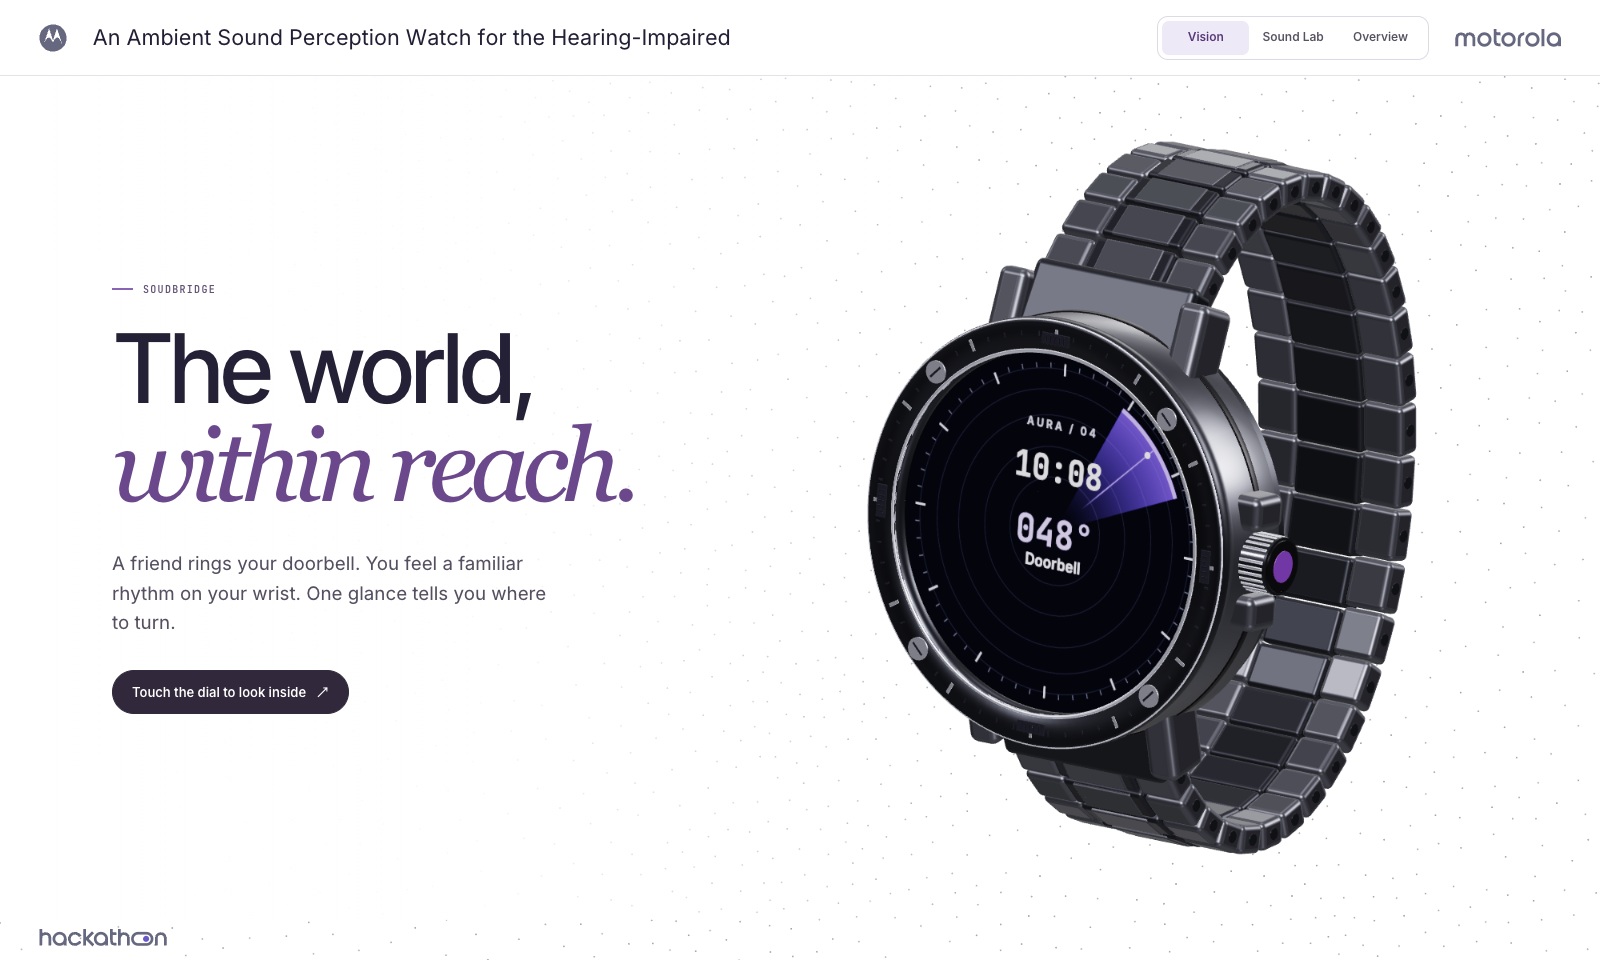 An Ambient Sound Perception Watch for the Hearing-Impaired
Vision
Sound Lab
Overview
motorola
SOUDBRIDGE
The world,
within reach.
A friend rings your doorbell. You feel a familiar
rhythm on your wrist. One glance tells you where
to turn.
Touch the dial to look inside ↗
AURA / 04
10:08
048°
Doorbell
hackathon